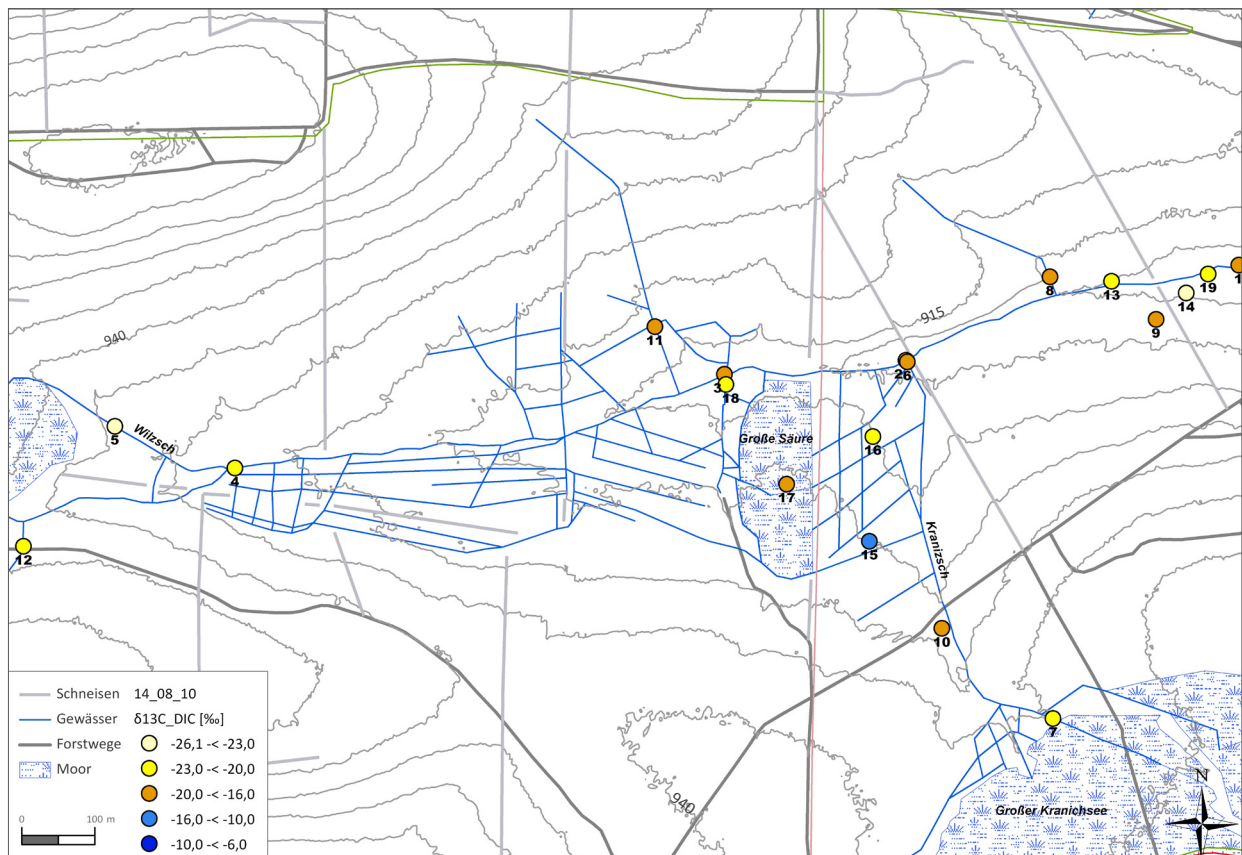 940
915
5
Wilzsch
4
12
11
3
18
Große Säure
17
26
16
15
Kranizsch
10
8
13
14
9
19
1
7
Großer Kranichsee
940
N
Schneisen
Gewässer
Forstwege
Moor
14_08_10
δ13C_DIC [‰]
-26,1 -< -23,0
-23,0 -< -20,0
-20,0 -< -16,0
-16,0 -< -10,0
-10,0 -< -6,0
0 100 m